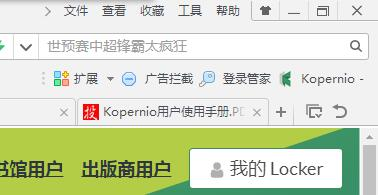 文件 查看 收藏 工具
世预赛中超锋霸太疯狂
扩展 广告拦截 登录管家 Kopernio -
投 Kopernio用户使用手册.PD
书馆用户 出版商用户 我的 Locker